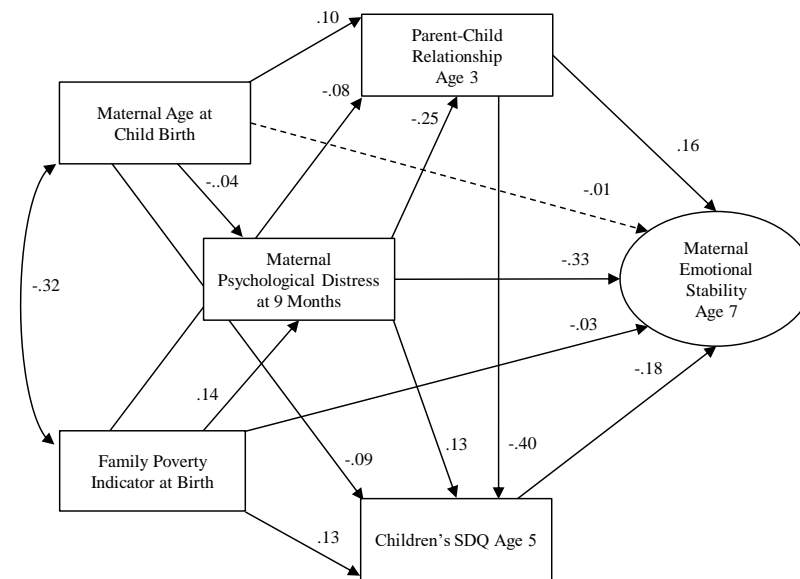 .10
Parent-Child
Relationship
Age 3
Maternal Age at
Child Birth
-.08
-.25
.16
-..04
-.01
Maternal
Psychological Distress
at 9 Months
-.33
Maternal
Emotional
Stability
Age 7
-.32
-.03
.14
-.18
Family Poverty
Indicator at Birth
-.09
.13
-.40
.13
Children's SDQ Age 5